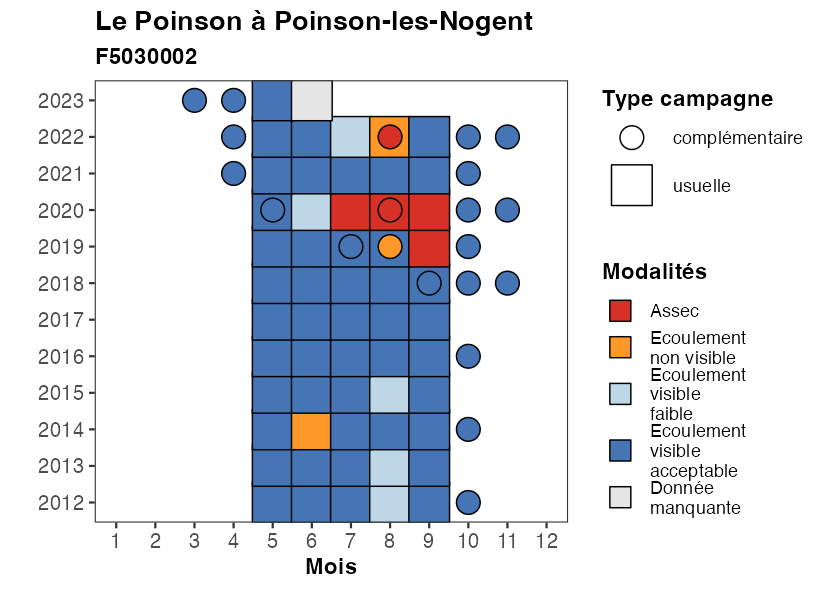 Le Poinson à Poinson-les-Nogent
F5030002
2023
2022
2021
2020
2019
2018
2017
2016
2015
2014
2013
2012
1 2 3 4 5 6 7 8 9 10 11 12
Mois
Type campagne
complémentaire
usuelle
Modalités
Assec
Ecoulement
non visible
Ecoulement
visible
faible
Ecoulement
visible
acceptable
Donnée
manquante